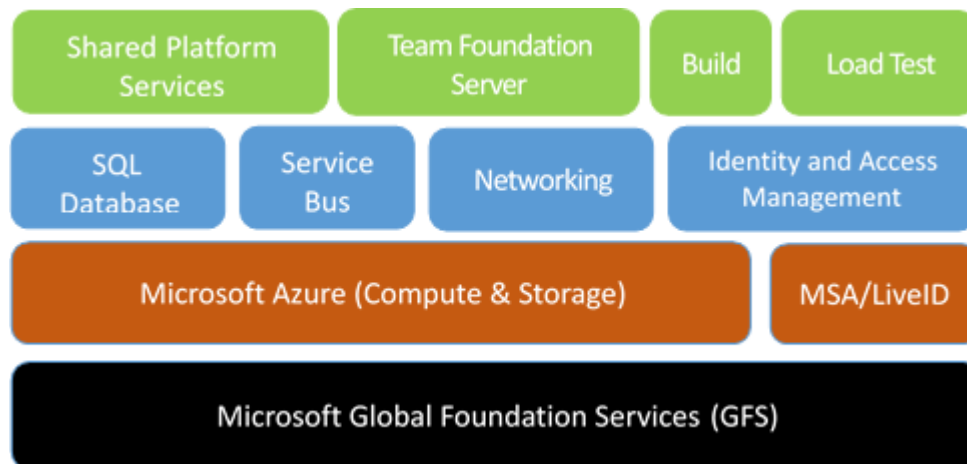 Shared Platform
Services
Team Foundation
Server
Build
Load Test
SQL
Database
Service
Bus
Networking
Identity and Access
Management
Microsoft Azure (Compute & Storage)
MSA/LiveID
Microsoft Global Foundation Services (GFS)